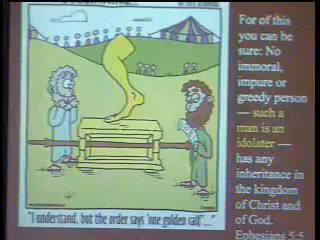 "I understand, but the order says 'one golden calf'..."
For of this
you can be
sure: No
immoral,
impure or
greedy person
— such a
man is an
idolater —
has any
inheritance in
the kingdom
of Christ and
of God.
Ephesians 5:5